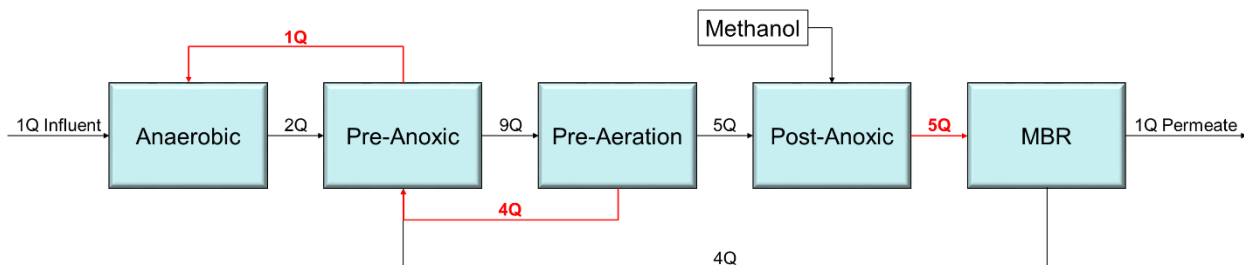 Methanol
1Q
1Q Influent
Anaerobic
2Q
Pre-Anoxic
9Q
Pre-Aeration
5Q
Post-Anoxic
5Q
MBR
1Q Permeate
4Q
4Q